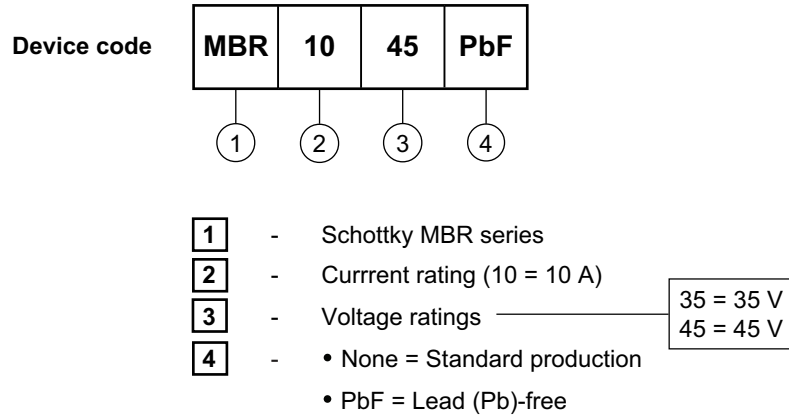 Device code MBR 10 45 PbF
1 2 3 4
1 - Schottky MBR series
2 - Currrent rating (10 = 10 A)
3 - Voltage ratings
35 = 35 V
45 = 45 V
4 - • None = Standard production
• PbF = Lead (Pb)-free